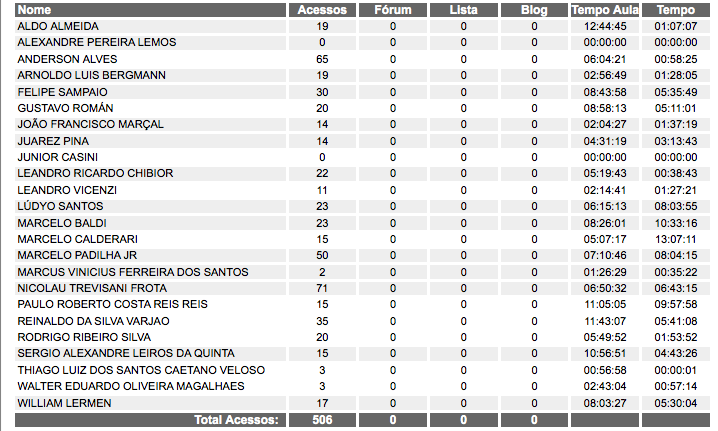 Nome Acessos Fórum Lista Blog Tempo Aula Tempo
ALDO ALMEIDA 19 0 0 0 12:44:45 01:07:07
ALEXANDRE PEREIRA LEMOS 0 0 0 0 00:00:00 00:00:00
ANDERSON ALVES 65 0 0 0 06:04:21 00:58:25
ARNOLDO LUIS BERGMANN 19 0 0 0 02:56:49 01:28:05
FELIPE SAMPAIO 30 0 0 0 08:43:58 05:35:49
GUSTAVO ROMÁN 20 0 0 0 08:58:13 05:11:01
JOÃO FRANCISCO MARÇAL 14 0 0 0 02:04:27 01:37:19
JUAREZ PINA 14 0 0 0 04:31:19 03:13:43
JUNIOR CASINI 0 0 0 0 00:00:00 00:00:00
LEANDRO RICARDO CHIBIOR 22 0 0 0 05:19:43 00:38:43
LEANDRO VICENZI 11 0 0 0 02:14:41 01:27:21
LÚDYO SANTOS 23 0 0 0 06:15:13 08:03:55
MARCELO BALDI 23 0 0 0 08:26:01 10:33:16
MARCELO CALDERARI 15 0 0 0 05:07:17 13:07:11
MARCELO PADILHA JR 50 0 0 0 07:10:46 08:04:15
MARCUS VINICIUS FERREIRA DOS SANTOS 2 0 0 0 01:26:29 00:35:22
NICOLAU TREVISANI FROTA 71 0 0 0 06:50:32 06:43:15
PAULO ROBERTO COSTA REIS REIS 15 0 0 0 11:05:05 09:57:58
REINALDO DA SILVA VARJAO 35 0 0 0 11:43:07 05:41:08
RODRIGO RIBEIRO SILVA 20 0 0 0 05:49:52 01:53:52
SERGIO ALEXANDRE LEIROS DA QUINTA 15 0 0 0 10:56:51 04:43:26
THIAGO LUIZ DOS SANTOS CAETANO VELOSO 3 0 0 0 00:56:58 00:00:01
WALTER EDUARDO OLIVEIRA MAGALHAES 3 0 0 0 02:43:04 00:57:14
WILLIAM LERMEN 17 0 0 0 08:03:27 05:30:04
Total Acessos: 506 0 0 0